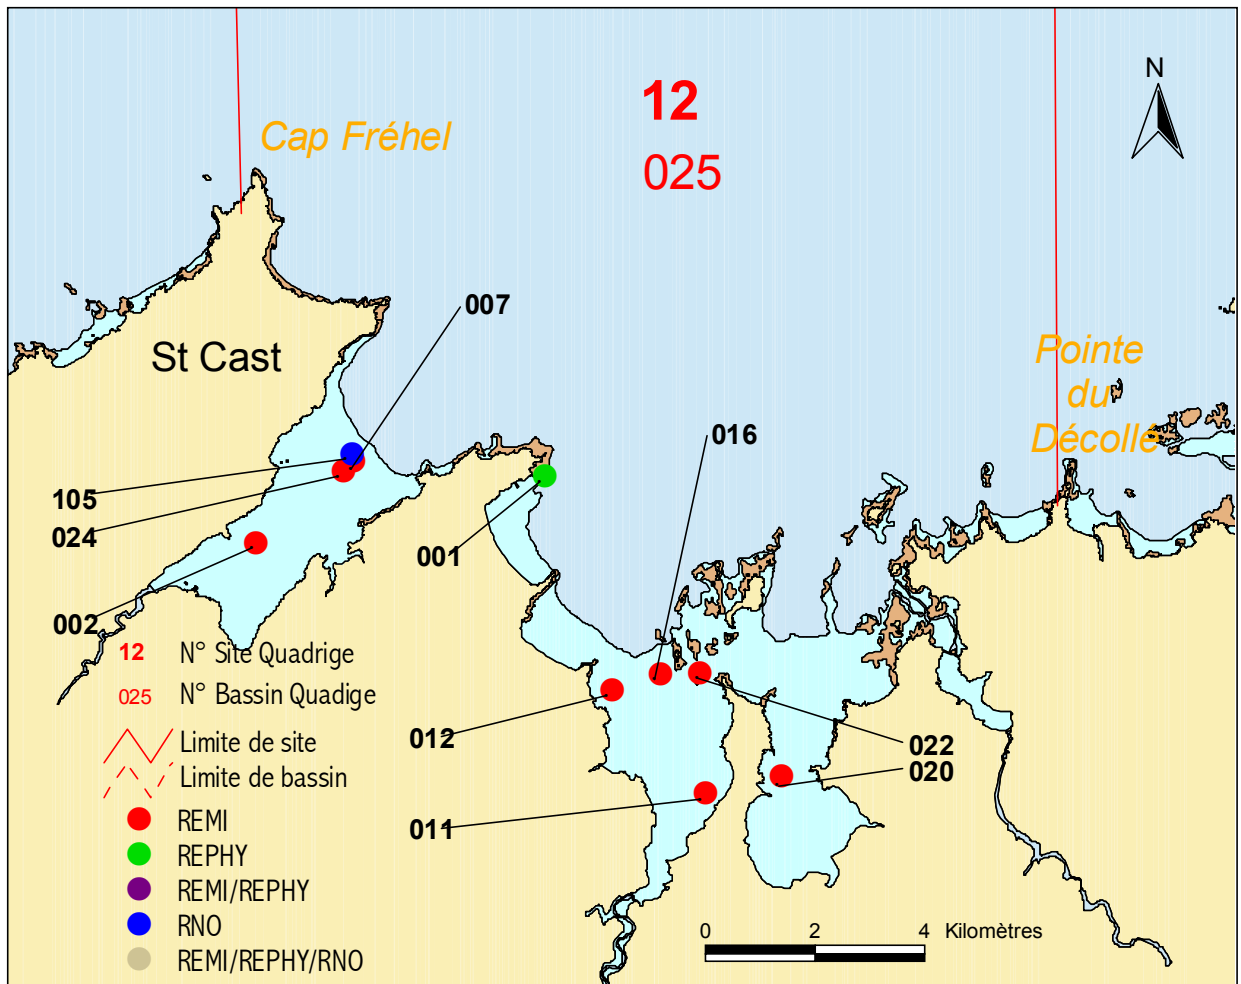 12
025
N
Cap Fréhel
007
St Cast
Pointe
du
Décollé
016
105
024
001
002
12 N° Site Quadrige
025 N° Bassin Quadige
Limite de site
Limite de bassin
012
022
020
011
REMI
REPHY
REMI/REPHY
RNO
REMI/REPHY/RNO
0 2 4 Kilomètres